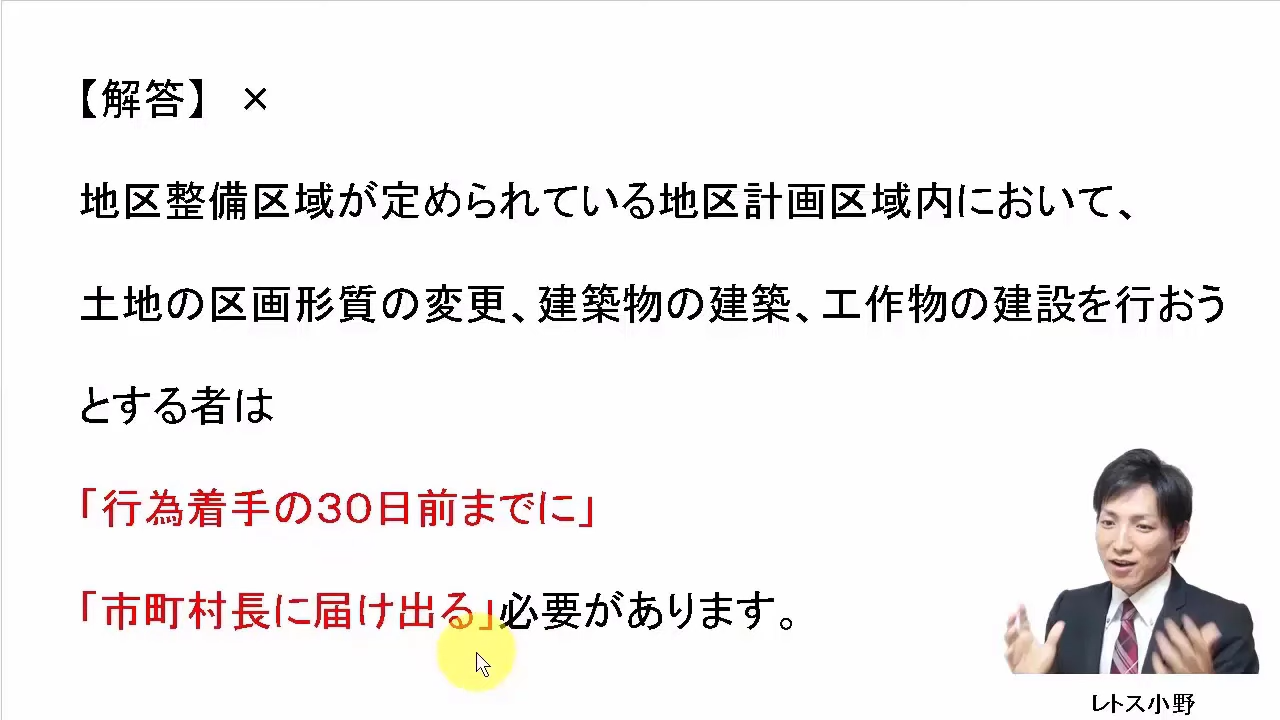 【解答】 ×
地区整備区域が定められている地区計画区域内において、
土地の区画形質の変更、建築物の建築、工作物の建設を行おう
とする者は
「行為着手の３０日前までに」
「市町村長に届け出る」必要があります。
レトス小野